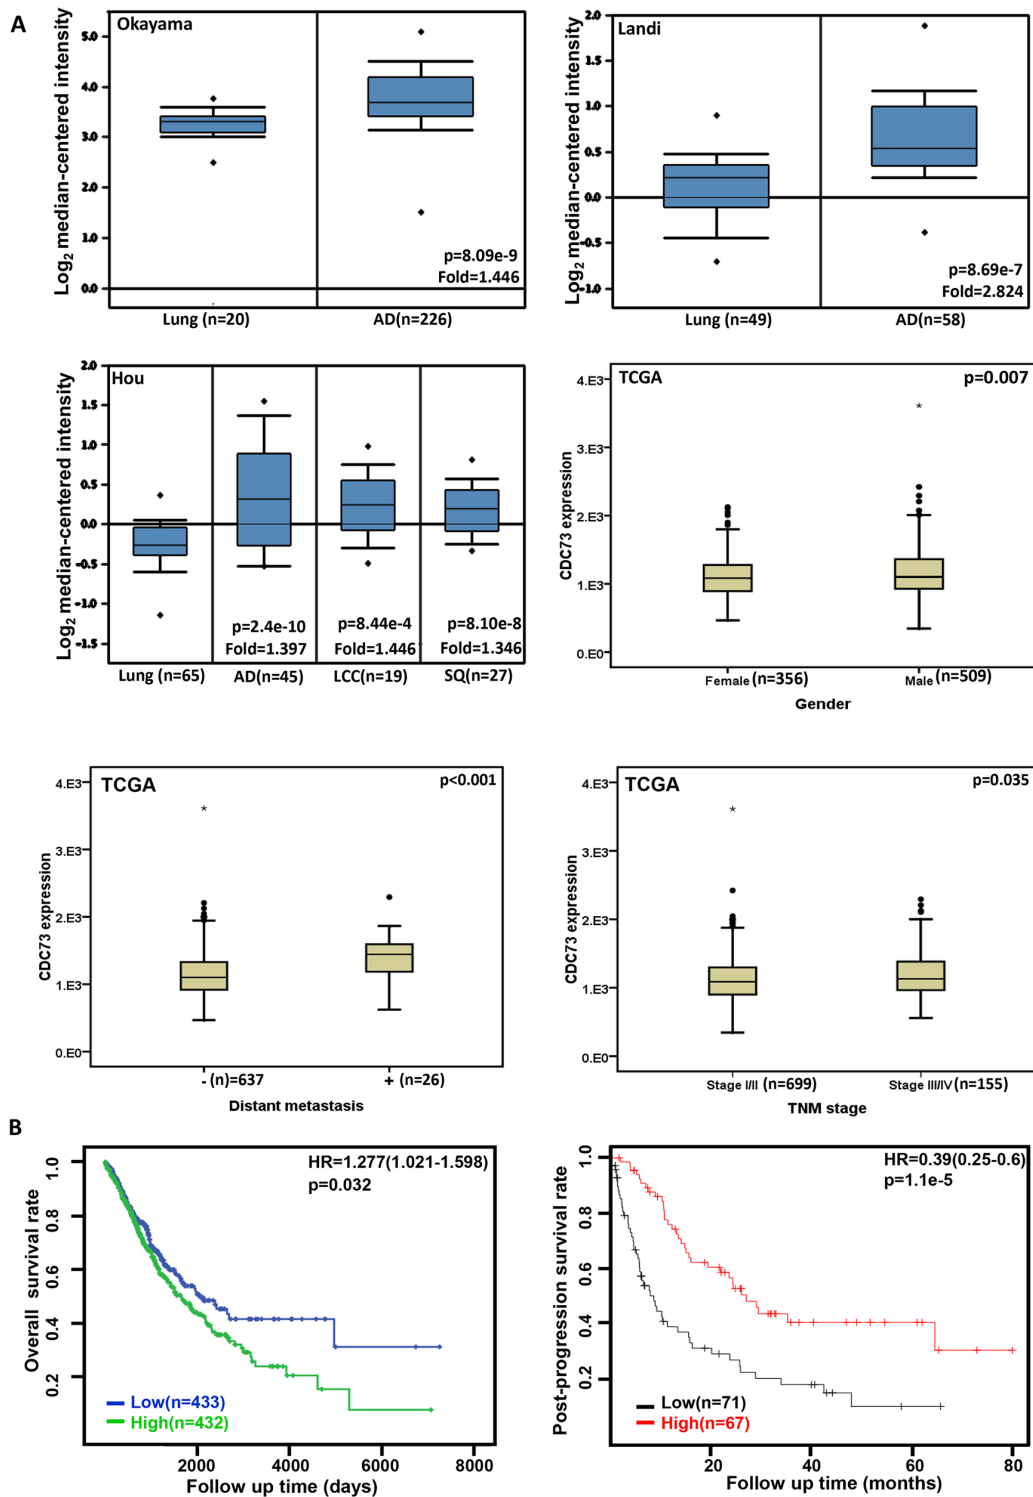 A
Okayama
Log2 median-centered intensity
5.0
4.0
3.0
2.0
1.0
0.0
p=8.09e-9
Fold=1.446
Lung (n=20)
AD(n=226)
Landi
Log2 median-centered intensity
2.0
1.5
1.0
0.5
0.0
-0.5
-1.0
p=8.69e-7
Fold=2.824
Lung (n=49)
AD(n=58)
Hou
Log2 median-centered intensity
2.0
1.5
1.0
0.5
0.0
-0.5
-1.0
-1.5
p=2.4e-10
Fold=1.397
p=8.44e-4
Fold=1.446
p=8.10e-8
Fold=1.346
Lung (n=65)
AD(n=45)
LCC(n=19)
SQ(n=27)
TCGA
p=0.007
CDC73 expression
4.E3
3.E3
2.E3
1.E3
0.E0
*
Female (n=356)
Male (n=509)
Gender
TCGA
p<0.001
CDC73 expression
4.E3
3.E3
2.E3
1.E3
0.E0
*
- (n)=637
+ (n=26)
Distant metastasis
TCGA
p=0.035
CDC73 expression
4.E3
3.E3
2.E3
1.E3
0.E0
*
Stage I/II (n=699)
Stage III/IV(n=155)
TNM stage
B
Overall survival rate
1.0
0.8
0.6
0.4
0.2
HR=1.277(1.021-1.598)
p=0.032
Low(n=433)
High(n=432)
2000
4000
6000
8000
Follow up time (days)
Post-progression survival rate
1.0
0.8
0.6
0.4
0.2
HR=0.39(0.25-0.6)
p=1.1e-5
Low(n=71)
High(n=67)
20
40
60
80
Follow up time (months)